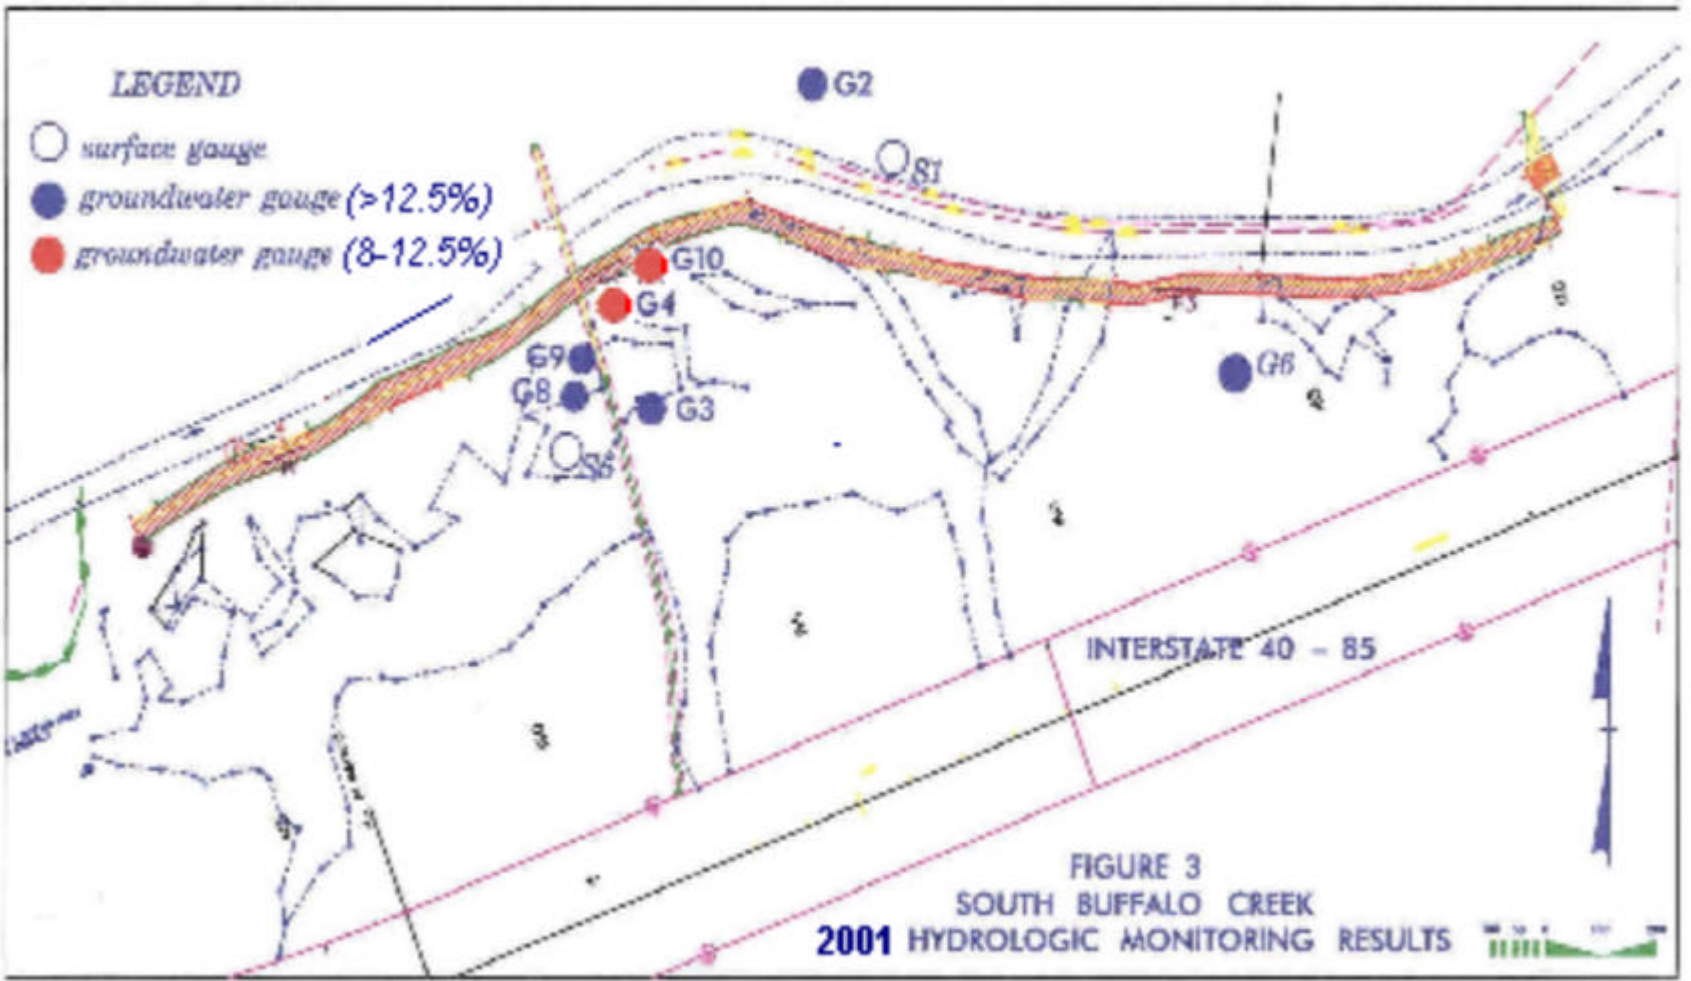 LEGEND
surface gauge
groundwater gauge (>12.5%)
groundwater gauge (8-12.5%)
G2
S1
G10
G4
G9
G8
G3
G6
S6
INTERSTATE 40 - 85
FIGURE 3
SOUTH BUFFALO CREEK
2001 HYDROLOGIC MONITORING RESULTS